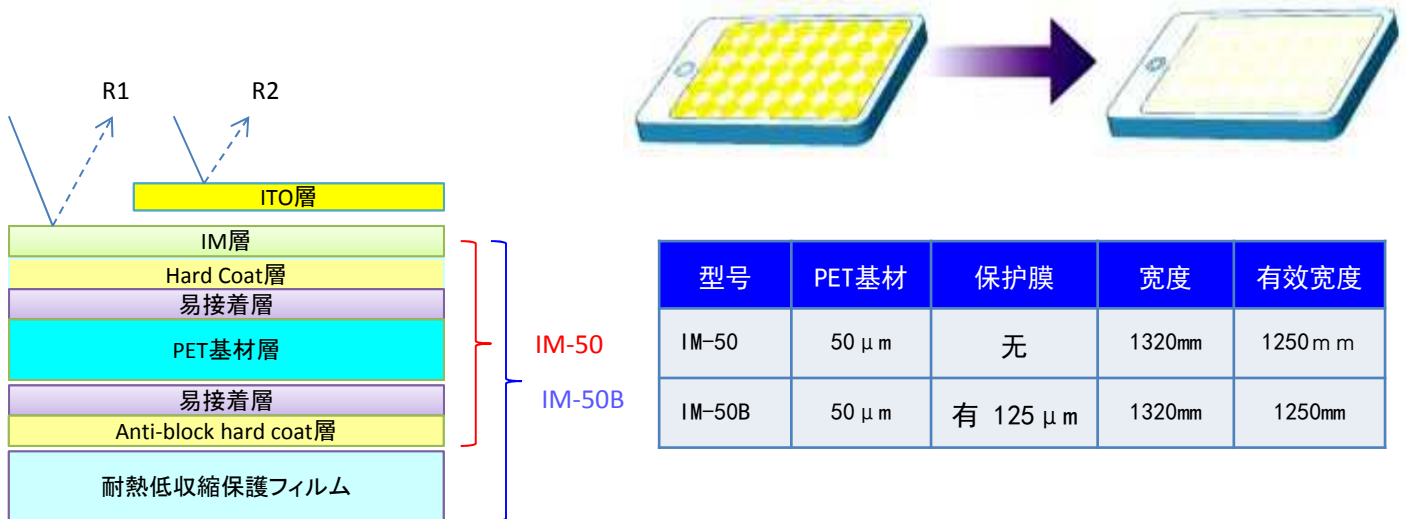 R1
R2
ITO層
IM層
Hard Coat層
易接着層
PET基材層
易接着層
Anti-block hard coat層
耐熱低収縮保護フィルム
IM-50
IM-50B
型号 PET基材 保护膜 宽度 有效宽度
IM-50 50μm 无 1320mm 1250mm
IM-50B 50μm 有 125μm 1320mm 1250mm